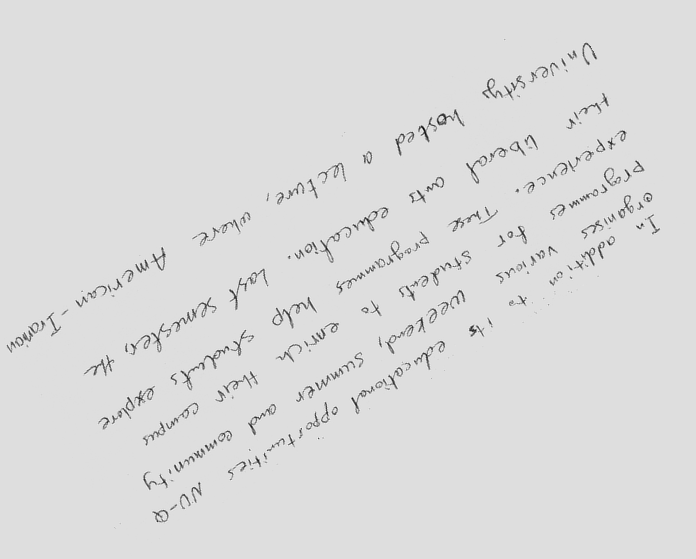 In addition to its educational opportunities NU-Q
organises various weekend, summer and community
programmes for students to enrich their campus
experience. These programmes help students explore
their liberal arts education. Last semester, the
University hosted a lecture, where American-Iranian